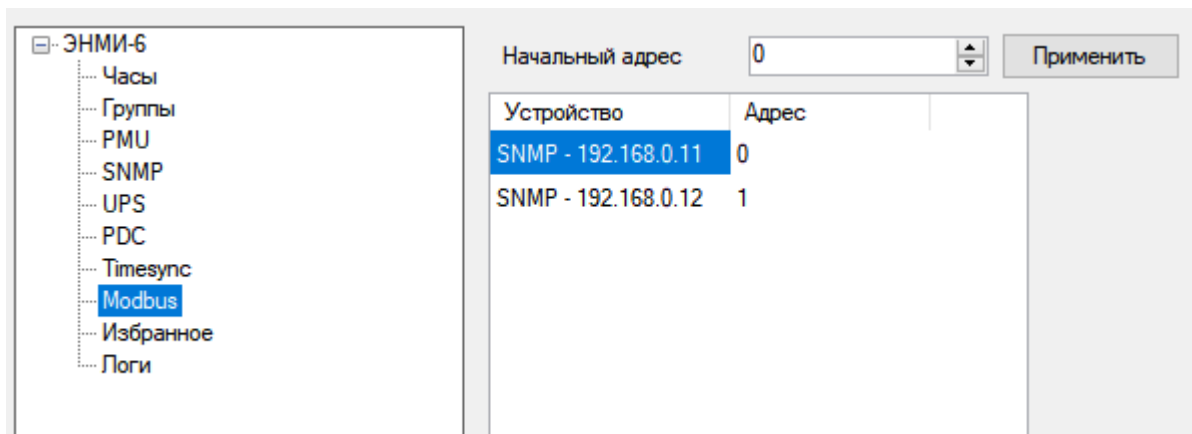 ЭНМИ-6
Часы
Группы
PMU
SNMP
UPS
PDC
Timesync
Modbus
Избранное
Логи
Начальный адрес 0 Применить
Устройство Адрес
SNMP - 192.168.0.11 0
SNMP - 192.168.0.12 1